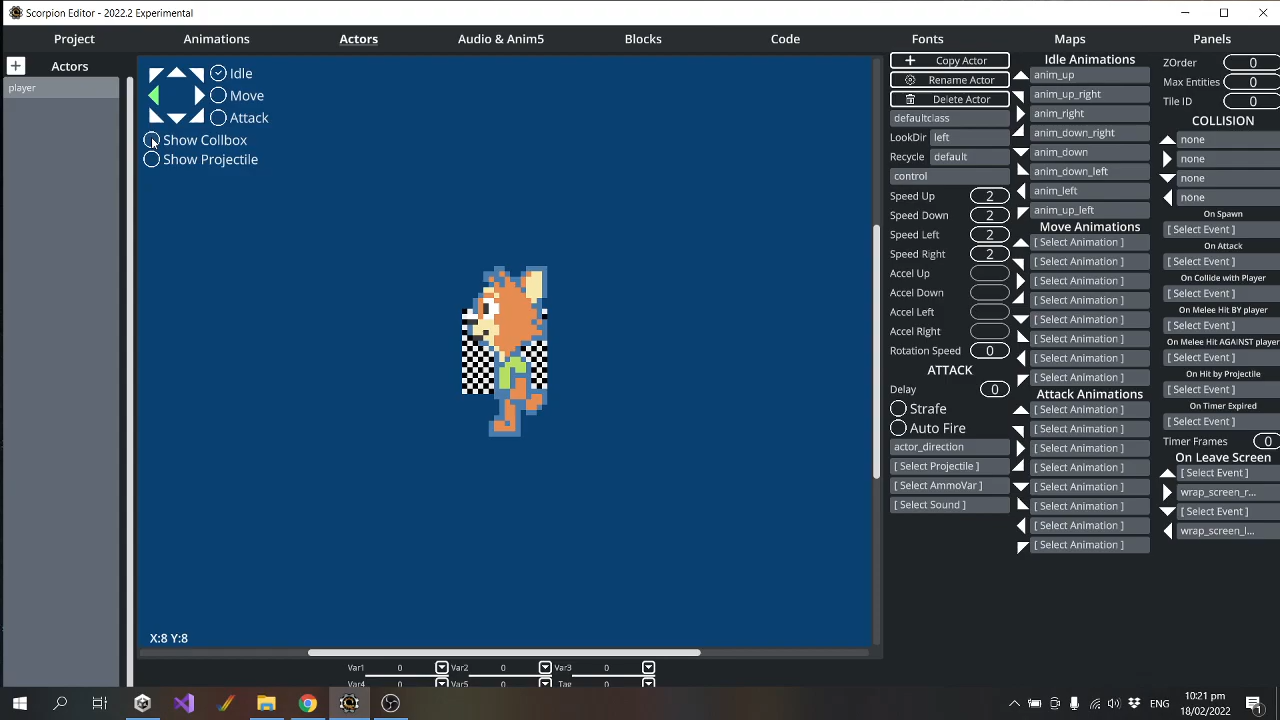 Scorpion Editor - 2022.2 Experimental
Project Animations Actors Audio & Anim5 Blocks Code Fonts Maps Panels
+ Actors
player
Idle
Move
Attack
Show Collbox
Show Projectile
X:8 Y:8
Var1 0 Var2 0 Var3
Var4 0 Var5 0 Tag
Copy Actor
Rename Actor
Delete Actor
defaultclass
LookDir left
Recycle default
control
Speed Up 2
Speed Down 2
Speed Left 2
Speed Right 2
Accel Up
Accel Down
Accel Left
Accel Right
Rotation Speed 0
ATTACK
Delay 0
Strafe
Auto Fire
actor_direction
[ Select Projectile ]
[ Select AmmoVar ]
[ Select Sound ]
Idle Animations
anim_up
anim_up_right
anim_right
anim_down_right
anim_down
anim_down_left
anim_left
anim_up_left
Move Animations
[ Select Animation ]
[ Select Animation ]
[ Select Animation ]
[ Select Animation ]
[ Select Animation ]
[ Select Animation ]
[ Select Animation ]
[ Select Animation ]
Attack Animations
[ Select Animation ]
[ Select Animation ]
[ Select Animation ]
[ Select Animation ]
[ Select Animation ]
[ Select Animation ]
[ Select Animation ]
[ Select Animation ]
ZOrder 0
Max Entities 0
Tile ID 0
COLLISION
none
none
none
none
On Spawn
[ Select Event ]
On Attack
[ Select Event ]
On Collide with Player
[ Select Event ]
On Melee Hit BY player
[ Select Event ]
On Melee Hit AGAINST player
[ Select Event ]
On Hit by Projectile
[ Select Event ]
On Timer Expired
[ Select Event ]
Timer Frames 0
On Leave Screen
[ Select Event ]
wrap_screen_r...
[ Select Event ]
wrap_screen_l...
ENG
10:21 pm
18/02/2022